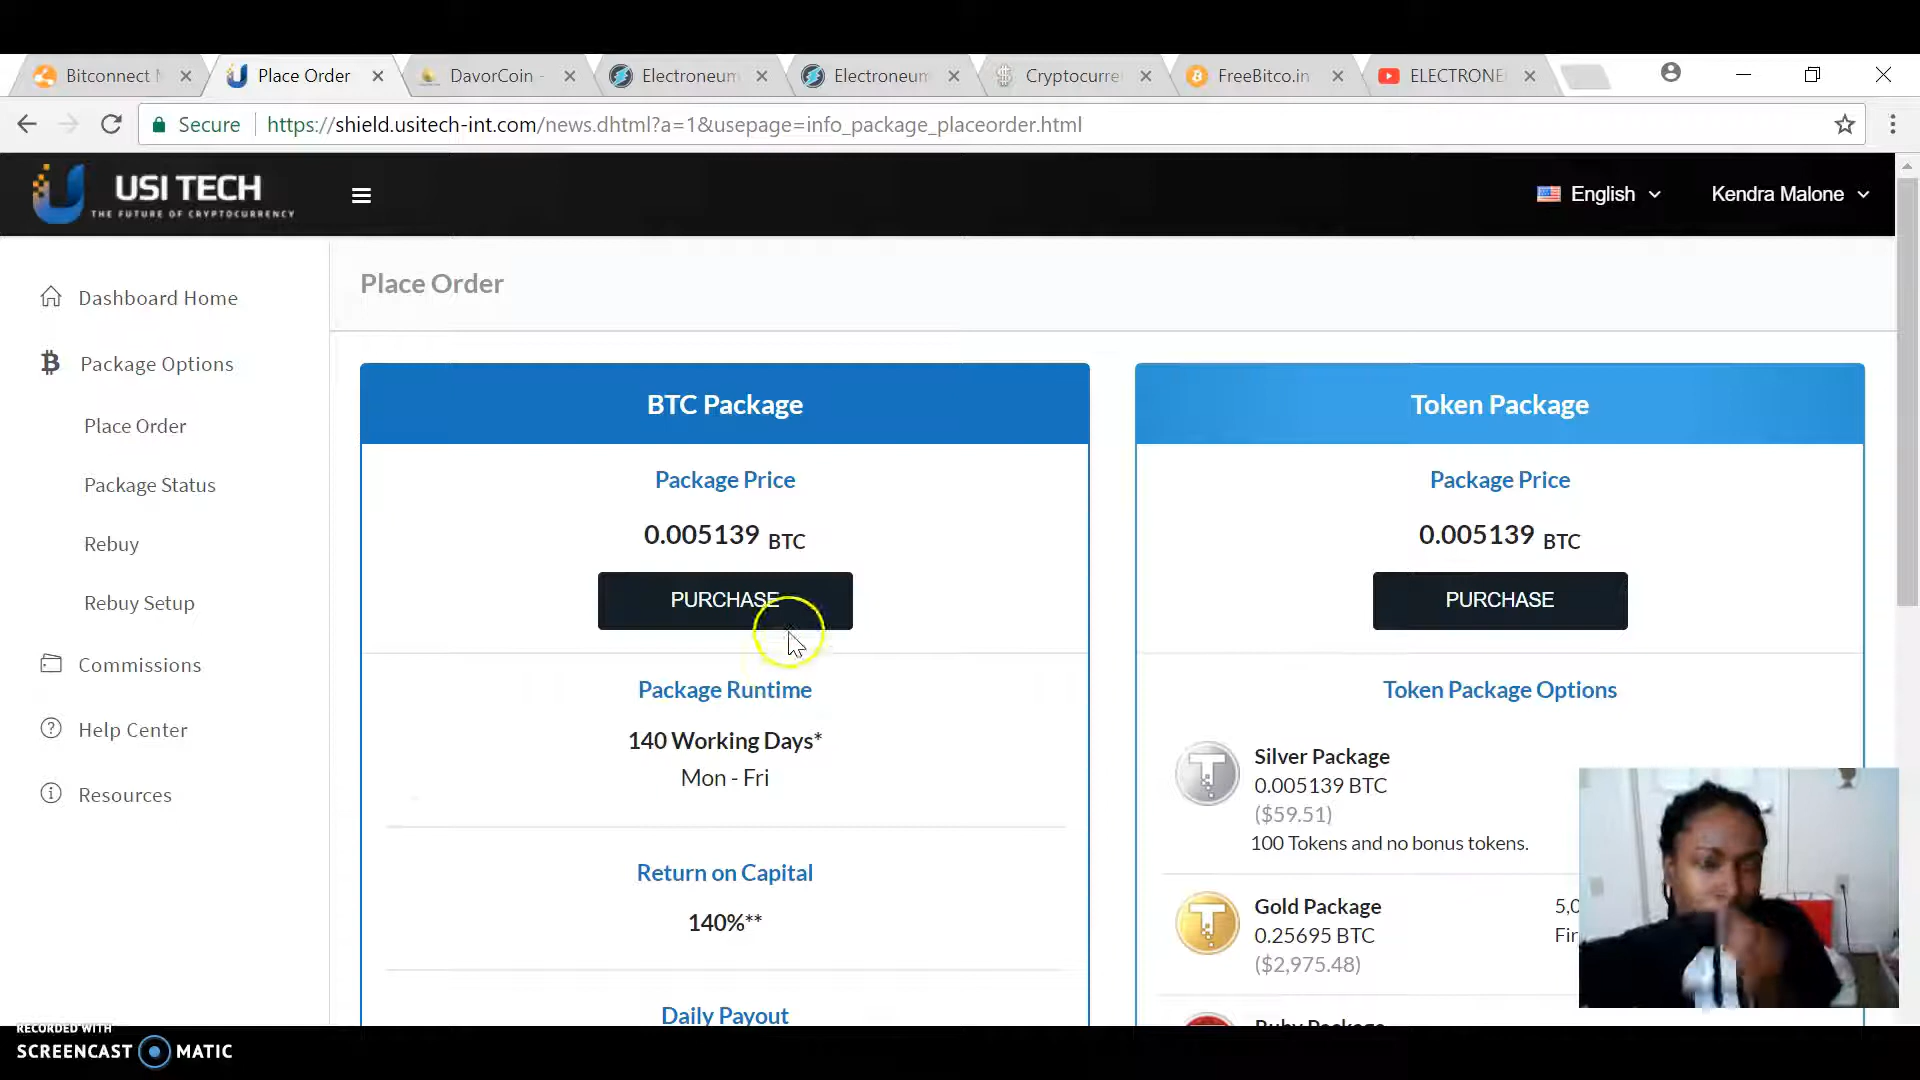 Bitconnect
Place Order
DavorCoin -
Electroneum
Electroneum
Cryptocurre
FreeBitco.in
ELECTRONE
Secure
https://shield.usitech-int.com/news.dhtml?a=1&usepage=info_package_placeorder.html
USI TECH
THE FUTURE OF CRYPTOCURRENCY
English
Kendra Malone
Dashboard Home
Package Options
Place Order
Package Status
Rebuy
Rebuy Setup
Commissions
Help Center
Resources
Place Order
BTC Package
Package Price
0.005139 BTC
PURCHASE
Package Runtime
140 Working Days*
Mon - Fri
Return on Capital
140%**
Daily Payout
Token Package
Package Price
0.005139 BTC
PURCHASE
Token Package Options
Silver Package
0.005139 BTC
($59.51)
100 Tokens and no bonus tokens.
Gold Package
0.25695 BTC
($2,975.48)
5,0
Fir
Ruby Package
RECORDED WITH
SCREENCAST MATIC